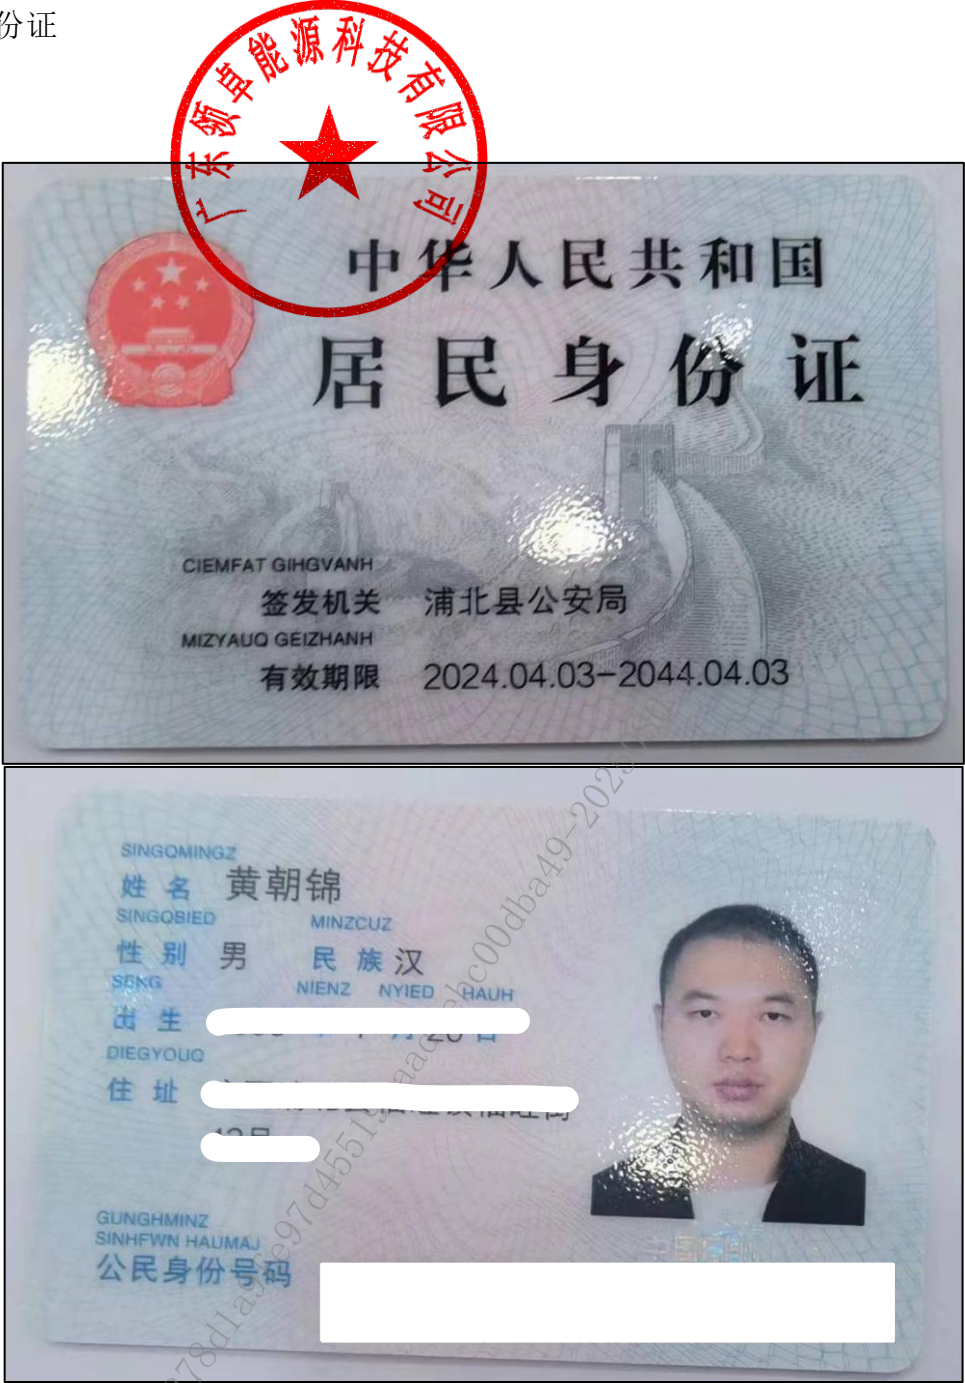 份证
广东领卓能源科技有限公司
中华人民共和国
居民身份证
CIEMFAT GIHGVANH
签发机关 浦北县公安局
MIZYAUQ GEIZHANH
有效期限 2024.04.03-2044.04.03
SINGQMINGZ
姓名 黄朝锦
SINGQBIED MINZCUZ
性别 男 民族 汉
SENG NIENZ NYIED HAUH
出生
DIEGYOUQ
住址
GUNGHMINZ
SINHFWN HAUMAJ
公民身份号码